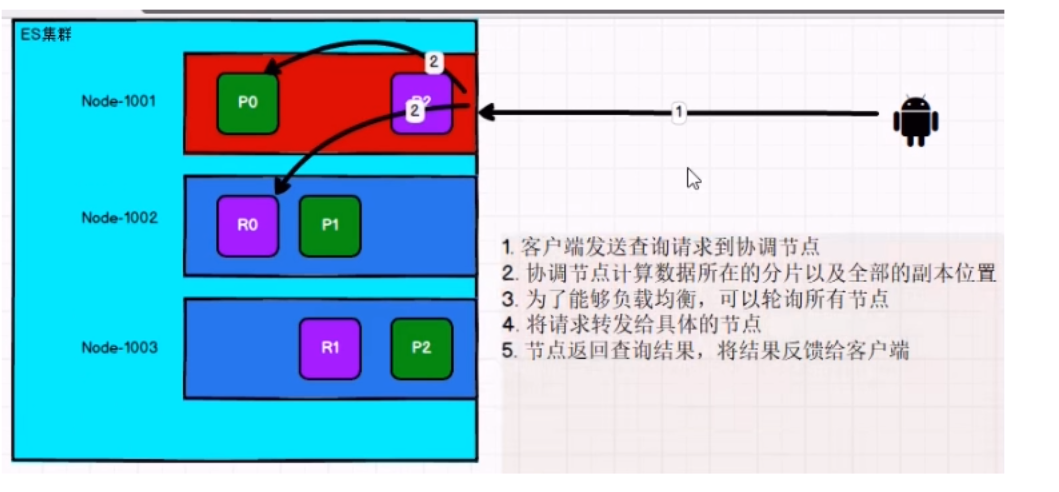 ES集群
Node-1001
P0
2
2
1
Node-1002
R0
P1
Node-1003
R1
P2
1. 客户端发送查询请求到协调节点
2. 协调节点计算数据所在的分片以及全部的副本位置
3. 为了能够负载均衡，可以轮询所有节点
4. 将请求转发给具体的节点
5. 节点返回查询结果，将结果反馈给客户端